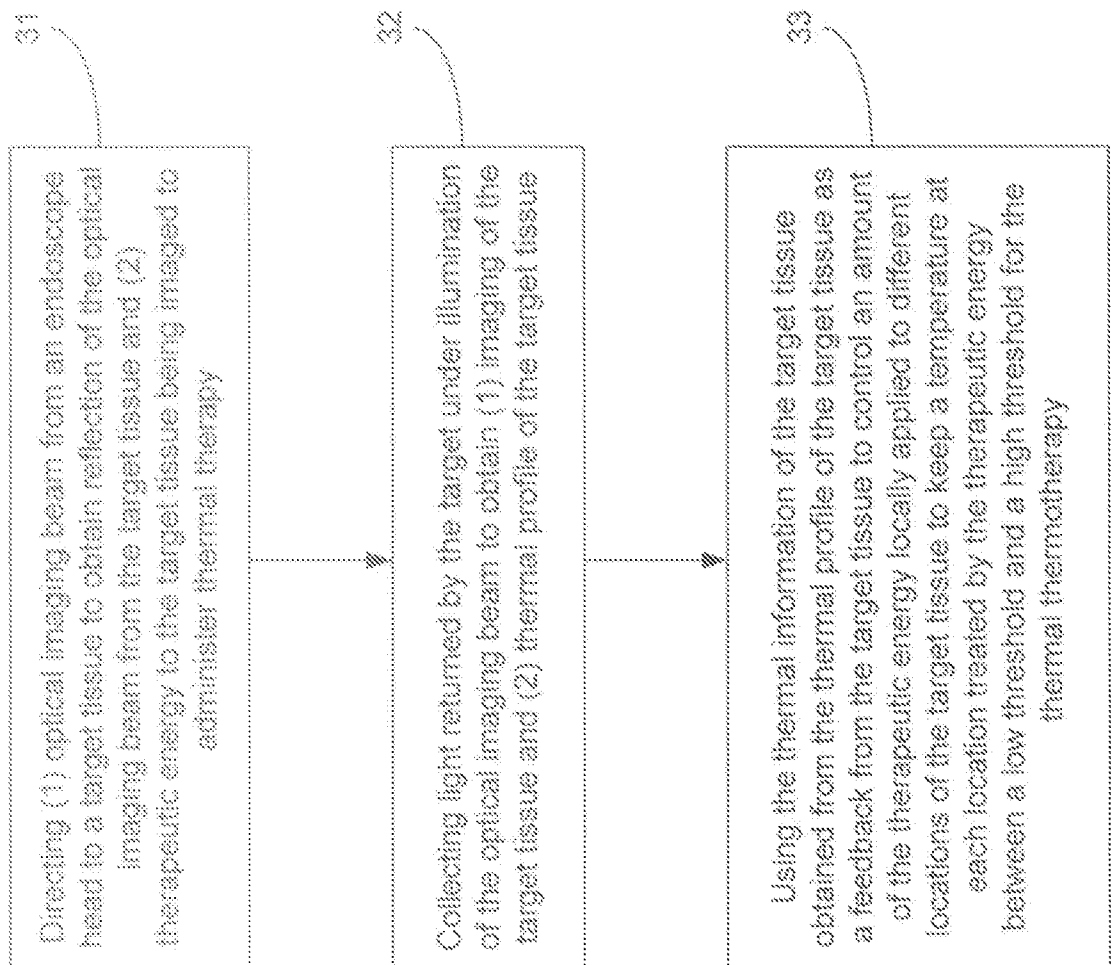 31
Directing (1) optical imaging beam from an endoscope
head to a target tissue to obtain reflection of the optical
imaging beam from the target tissue and (2)
therapeutic energy to the target tissue being imaged to
administer thermal therapy
32
Collecting light returned by the target under illumination
of the optical imaging beam to obtain (1) imaging of the
target tissue and (2) thermal profile of the target tissue
33
Using the thermal information of the target tissue
obtained from the thermal profile of the target tissue as
a feedback from the target tissue to control an amount
of the therapeutic energy locally applied to different
locations of the target tissue to keep a temperature at
each location treated by the therapeutic energy
between a low threshold and a high threshold for the
thermal thermotherapy